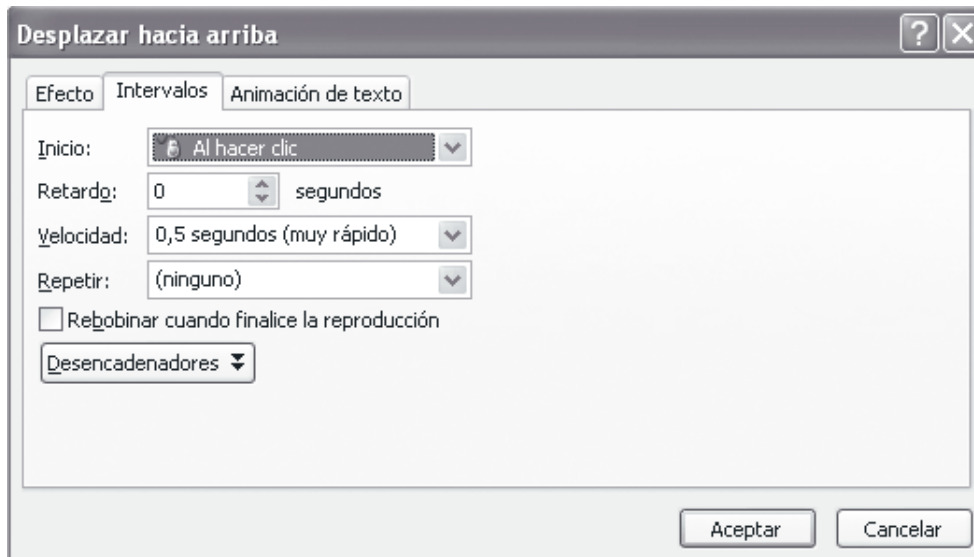 Desplazar hacia arriba
Efecto Intervalos Animación de texto
Inicio: Al hacer clic
Retardo: 0 segundos
Velocidad: 0,5 segundos (muy rápido)
Repetir: (ninguno)
Rebobinar cuando finalice la reproducción
Desencadenadores
Aceptar Cancelar